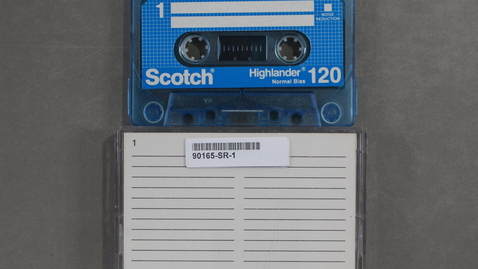 1
NOISE
REDUCTION
Scotch® Highlander® 120
Normal Bias
1
90165-SR-1